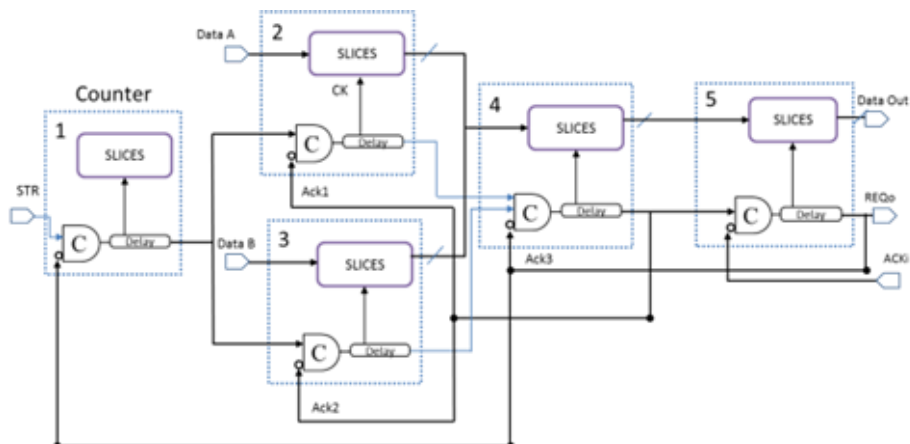 Counter
1
SLICES
STR
C
Delay
Data A
2
SLICES
CK
C
Delay
Ack1
Data B
3
SLICES
C
Delay
Ack2
4
SLICES
C
Delay
Ack3
5
SLICES
C
Delay
Data Out
REQo
ACKi